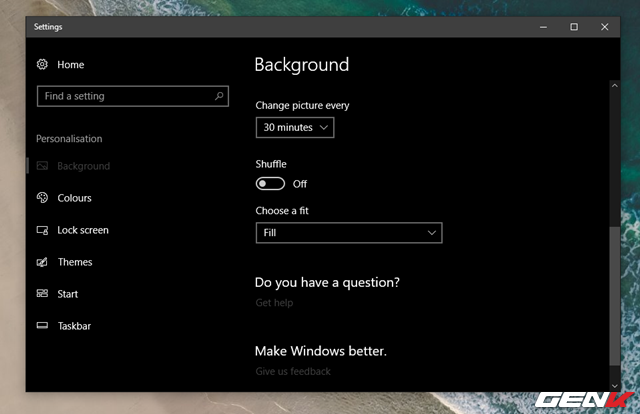 Settings
Home
Find a setting
Personalisation
Background
Colours
Lock screen
Themes
Start
Taskbar
Background
Change picture every
30 minutes
Shuffle
Off
Choose a fit
Fill
Do you have a question?
Get help
Make Windows better.
Give us feedback
GENK